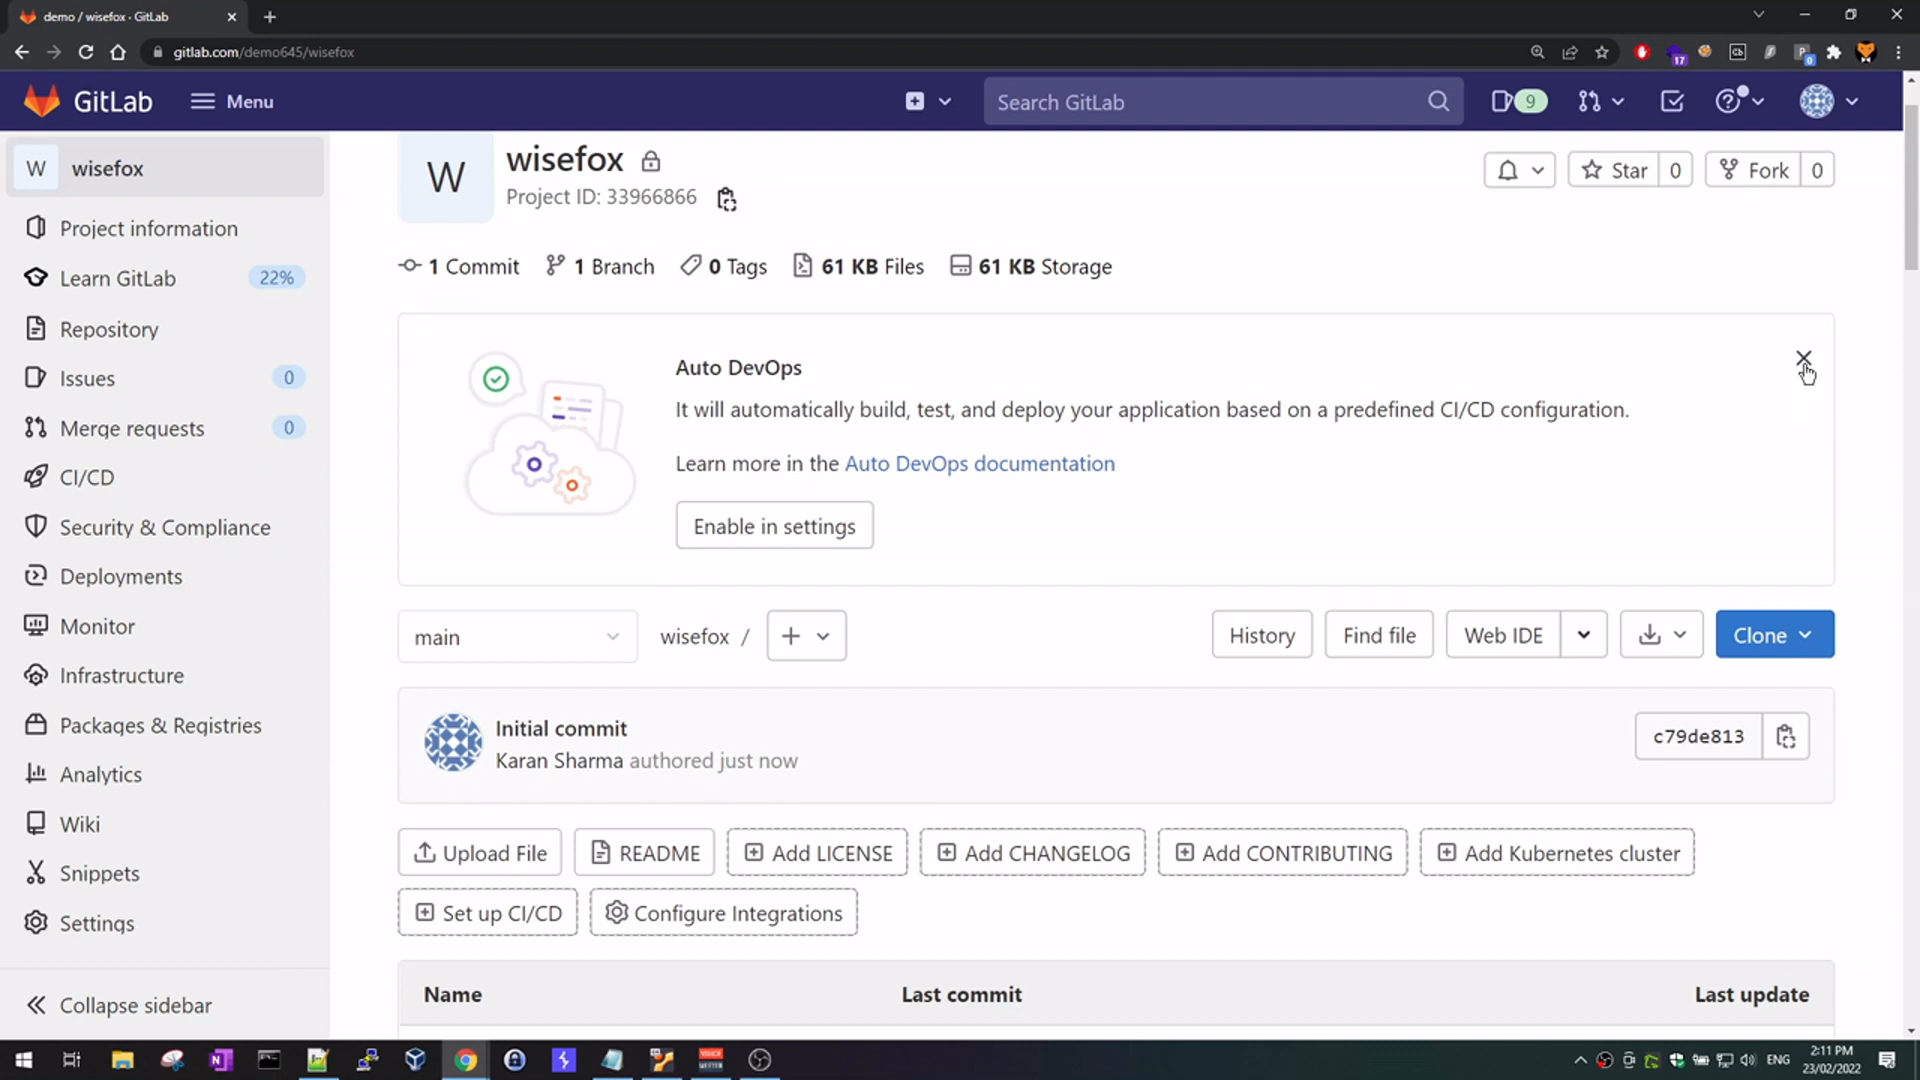 demo / wisefox · GitLab
gitlab.com/demo645/wisefox
17
Cb
P
0
GitLab
Menu
Search GitLab
9
W
wisefox
W
wisefox
Project ID: 33966866
Star
0
Fork
0
Project information
Learn GitLab
22%
Repository
Issues
0
Merge requests
0
CI/CD
Security & Compliance
Deployments
Monitor
Infrastructure
Packages & Registries
Analytics
Wiki
Snippets
Settings
Collapse sidebar
1 Commit
1 Branch
0 Tags
61 KB Files
61 KB Storage
Auto DevOps
It will automatically build, test, and deploy your application based on a predefined CI/CD configuration.
Learn more in the Auto DevOps documentation
Enable in settings
main
wisefox /
History
Find file
Web IDE
Clone
Initial commit
Karan Sharma authored just now
c79de813
Upload File
README
Add LICENSE
Add CHANGELOG
Add CONTRIBUTING
Add Kubernetes cluster
Set up CI/CD
Configure Integrations
Name
Last commit
Last update
VOICE
ENG
2:11 PM
23/02/2022